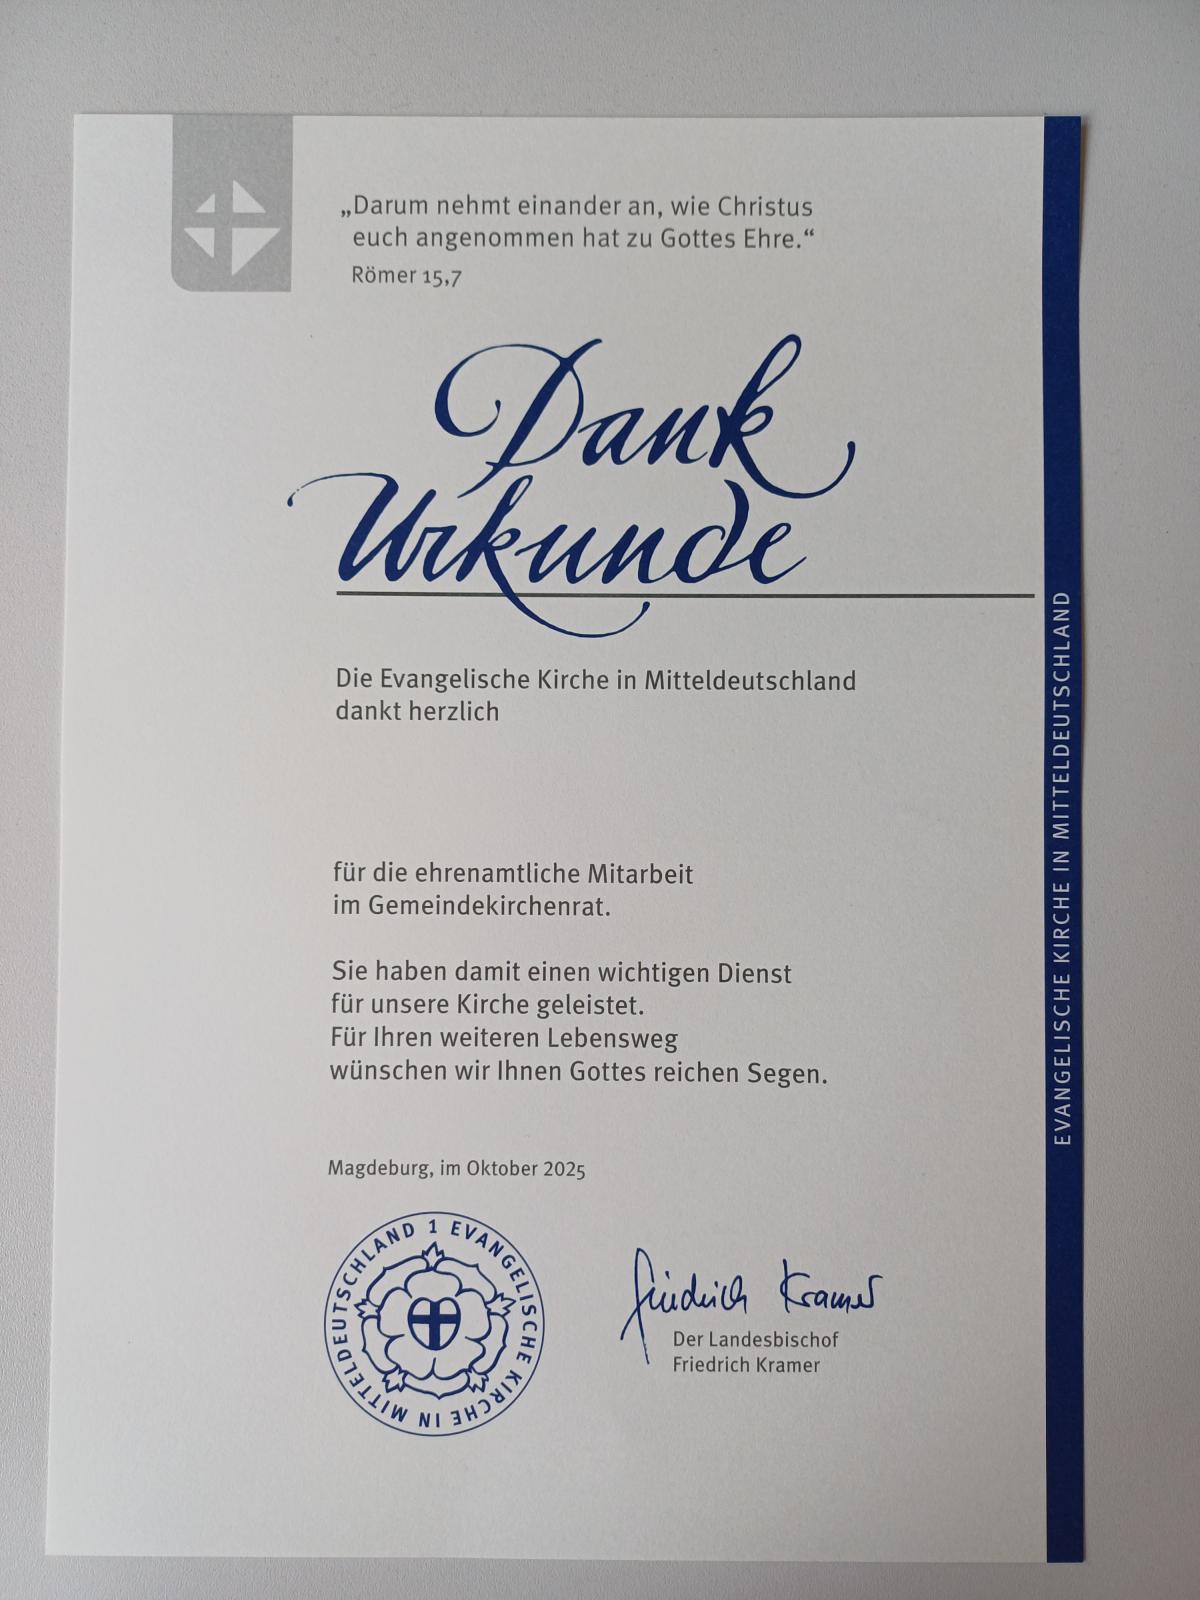 „Darum nehmt einander an, wie Christus
euch angenommen hat zu Gottes Ehre.“
Römer 15,7
Dank
Urkunde
Die Evangelische Kirche in Mitteldeutschland
dankt herzlich
für die ehrenamtliche Mitarbeit
im Gemeindekirchenrat.
Sie haben damit einen wichtigen Dienst
für unsere Kirche geleistet.
Für Ihren weiteren Lebensweg
wünschen wir Ihnen Gottes reichen Segen.
Magdeburg, im Oktober 2025
1 EVANGELISCHE KIRCHE IN MITTELDEUTSCHLAND
Friedrich Kramer
Der Landesbischof
Friedrich Kramer
EVANGELISCHE KIRCHE IN MITTELDEUTSCHLAND